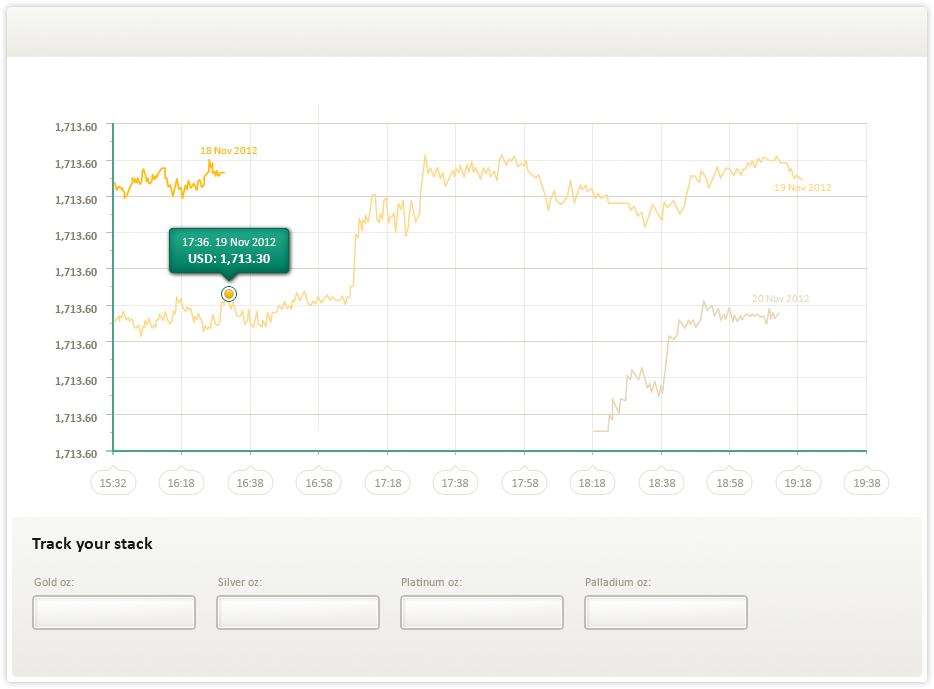 1,713.60
18 Nov 2012
1,713.60
19 Nov 2012
1,713.60
1,713.60
17:36. 19 Nov 2012
USD: 1,713.30
1,713.60
20 Nov 2012
1,713.60
1,713.60
1,713.60
1,713.60
1,713.60
15:32 16:18 16:38 16:58 17:18 17:38 17:58 18:18 18:38 18:58 19:18 19:38
Track your stack
Gold oz: Silver oz: Platinum oz: Palladium oz: